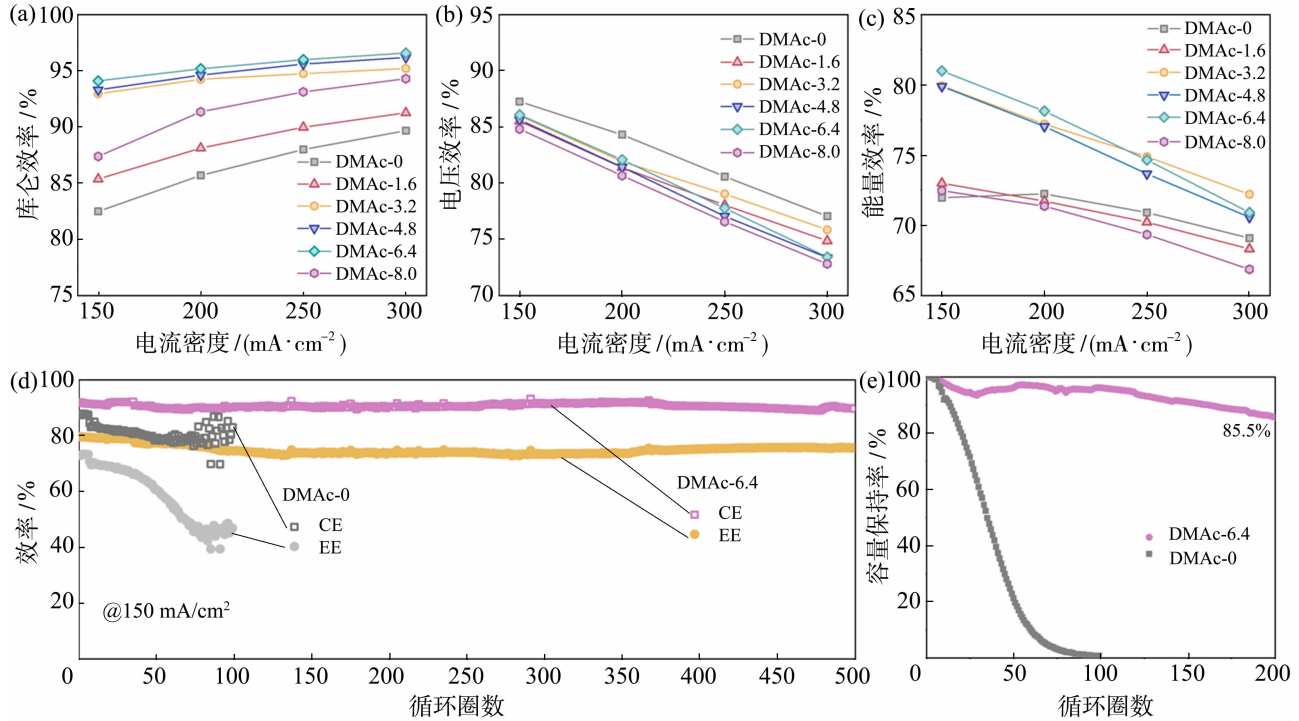 (a)
100
95
90
85
80
75
库仑效率/%
DMAc-0
DMAc-1.6
DMAc-3.2
DMAc-4.8
DMAc-6.4
DMAc-8.0
150 200 250 300
电流密度/(mA·cm⁻²)
(b)
95
90
85
80
75
70
电压效率/%
DMAc-0
DMAc-1.6
DMAc-3.2
DMAc-4.8
DMAc-6.4
DMAc-8.0
150 200 250 300
电流密度/(mA·cm⁻²)
(c)
85
80
75
70
65
能量效率/%
DMAc-0
DMAc-1.6
DMAc-3.2
DMAc-4.8
DMAc-6.4
DMAc-8.0
150 200 250 300
电流密度/(mA·cm⁻²)
(d)
100
80
60
40
20
效率/%
DMAc-0
CE
EE
DMAc-6.4
CE
EE
@150 mA/cm²
0 50 100 150 200 250 300 350 400 450 500
循环圈数
(e)
100
80
60
40
20
容量保持率/%
85.5%
DMAc-6.4
DMAc-0
0 50 100 150 200
循环圈数